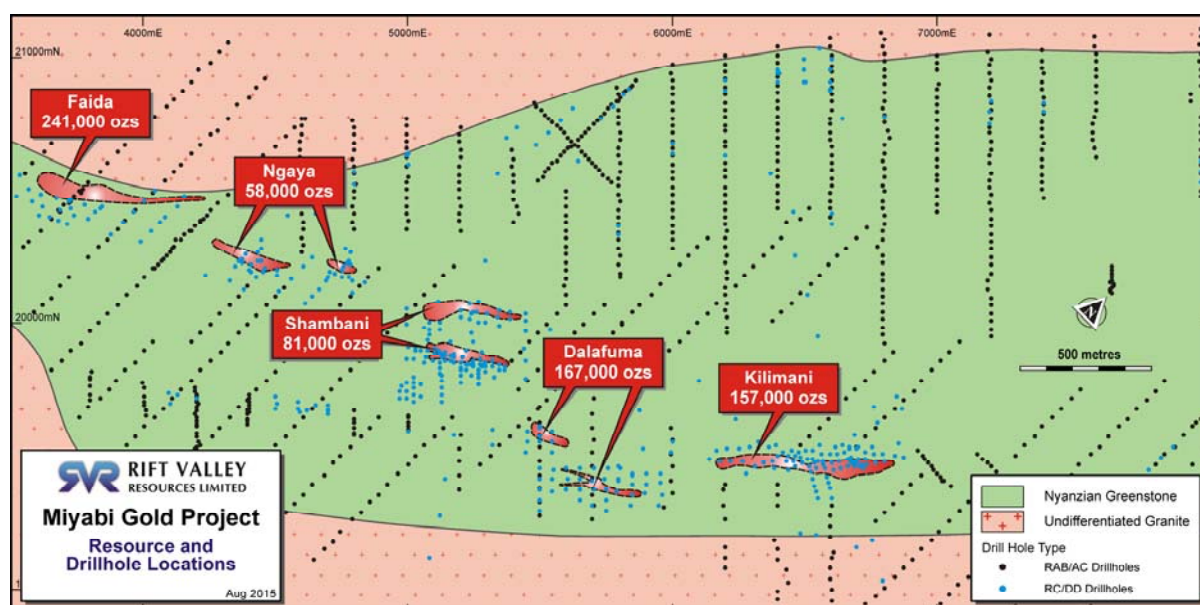 4000mE
5000mE
6000mE
7000mE
21000mN
Faida
241,000 ozs
Ngaya
58,000 ozs
20000mN
Shambani
81,000 ozs
Dalafuma
167,000 ozs
Kilimani
157,000 ozs
N
500 metres
SVR RIFT VALLEY
RESOURCES LIMITED
Miyabi Gold Project
Resource and
Drillhole Locations
Aug 2015
Nyanzian Greenstone
Undifferentiated Granite
Drill Hole Type
RAB/AC Drillholes
RC/DD Drillholes